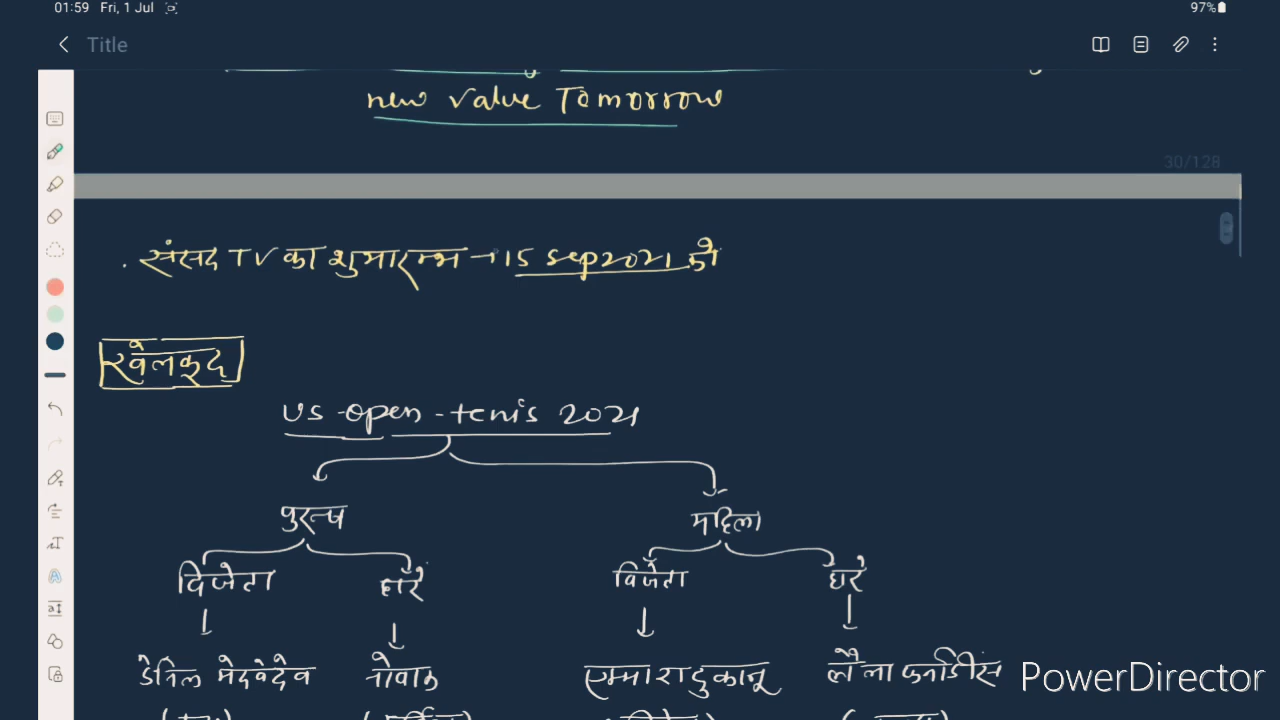 01:59 Fri, 1 Jul 97%
Title
new value Tomorrow
30/128
. संसद TV का शुभारम्भ → 15 Sep 2021 को
खेलकूद
US -open -tenis 2021
पुरूष महिला
विजेता हारे विजेता हारे
डेनिल मेदवेदेव नोवाक एम्मा राडुकानू लैला फर्नांडीस
PowerDirector